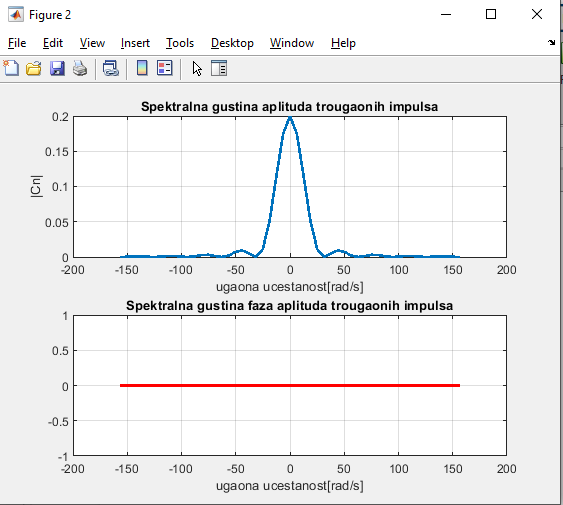 Figure 2
File Edit View Insert Tools Desktop Window Help
Spektralna gustina aplituda trougaonih impulsa
0.2
0.15
0.1
0.05
0
|Cn|
-200 -150 -100 -50 0 50 100 150 200
ugaona ucestanost[rad/s]
Spektralna gustina faza aplituda trougaonih impulsa
1
0.5
0
-0.5
-1
-200 -150 -100 -50 0 50 100 150 200
ugaona ucestanost[rad/s]